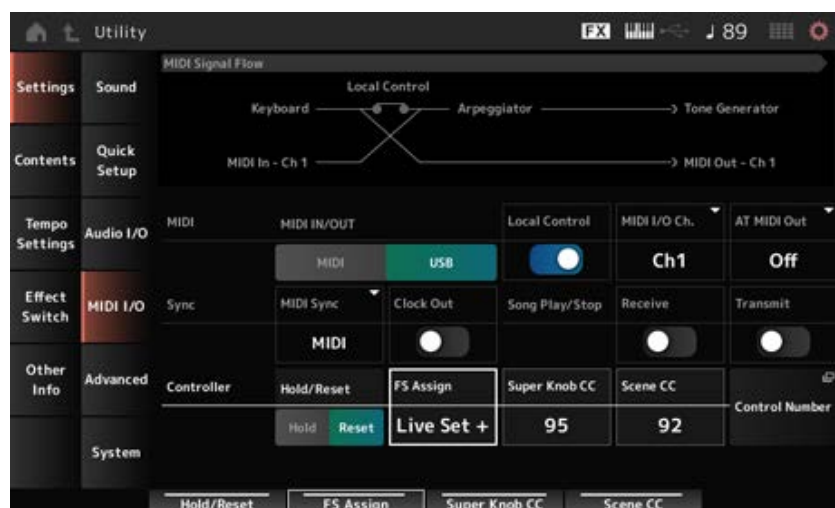 Utility
FX
♩ 89
Settings
Sound
MIDI Signal Flow
Local Control
Keyboard
Arpeggiator
Tone Generator
MIDI In - Ch 1
MIDI Out - Ch 1
Contents
Quick
Setup
Tempo
Settings
Audio I/O
MIDI
MIDI IN/OUT
Local Control
MIDI I/O Ch.
AT MIDI Out
MIDI
USB
Ch1
Off
Effect
Switch
MIDI I/O
Sync
MIDI Sync
Clock Out
Song Play/Stop
Receive
Transmit
MIDI
Other
Info
Advanced
Controller
Hold/Reset
FS Assign
Super Knob CC
Scene CC
Control Number
Hold
Reset
Live Set +
95
92
System
Hold/Reset
FS Assign
Super Knob CC
Scene CC